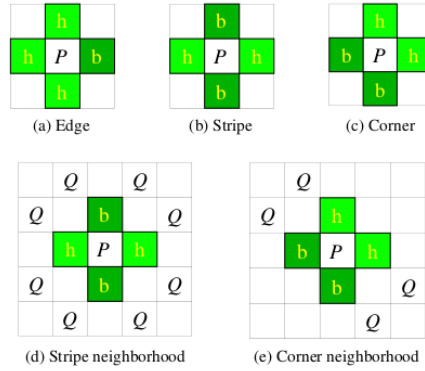 h b h
h P b h P h b P h
h b b
(a) Edge (b) Stripe (c) Corner
Q Q Q
Q b Q Q h
h P h b P h
Q b Q b Q
Q Q Q
(d) Stripe neighborhood (e) Corner neighborhood